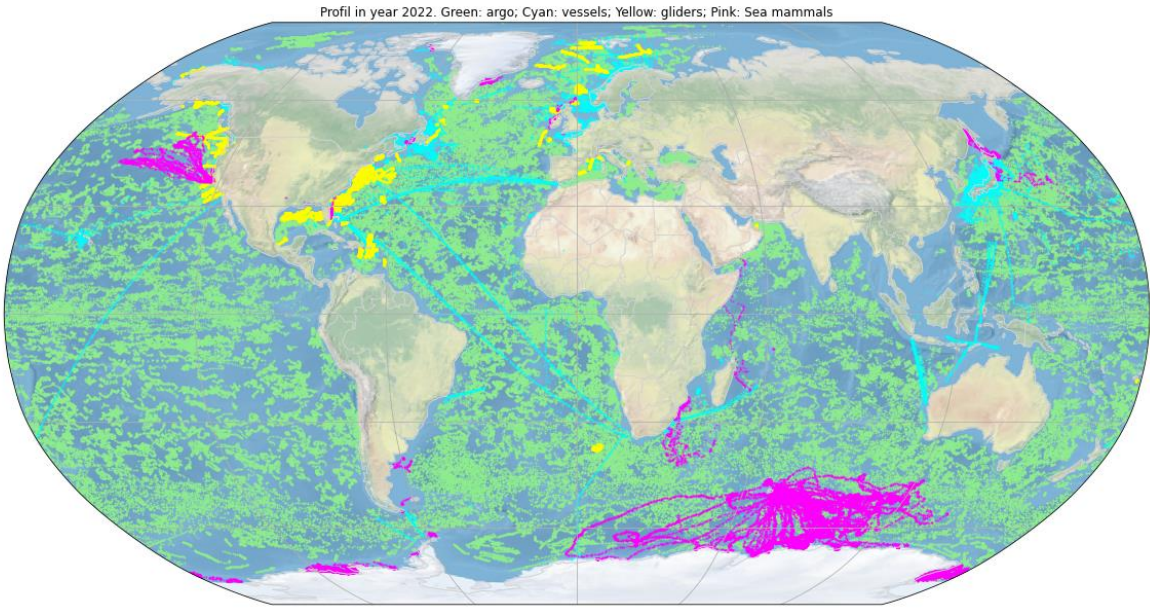 Profil in year 2022. Green: argo; Cyan: vessels; Yellow: gliders; Pink: Sea mammals